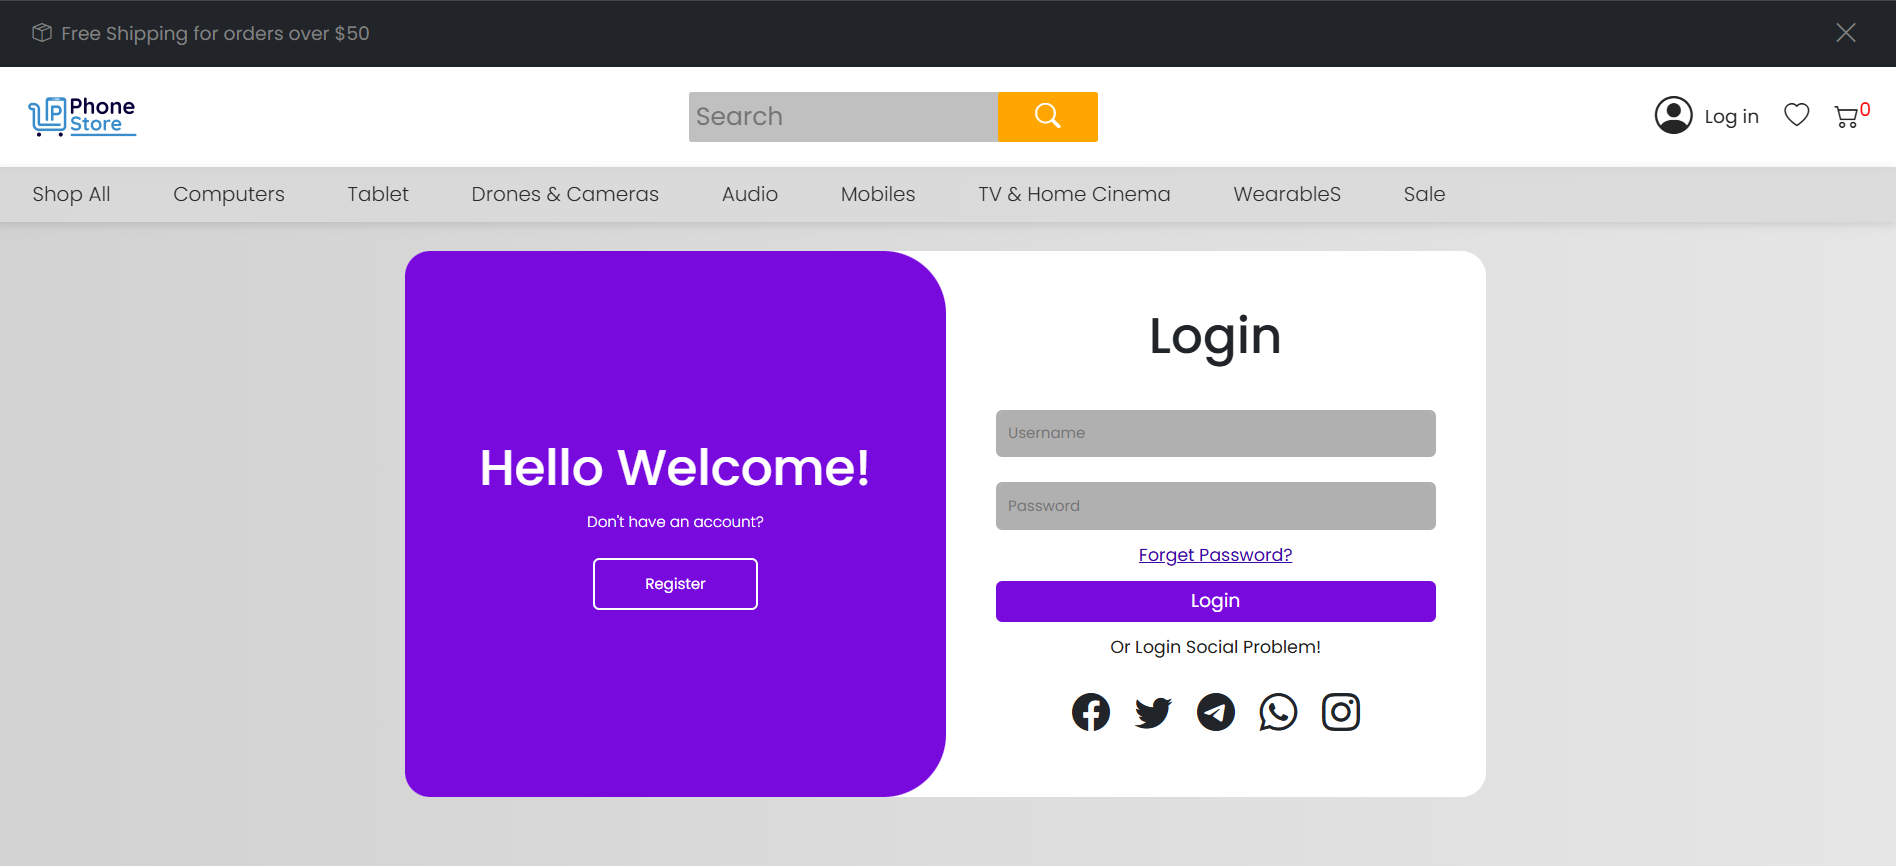 Free Shipping for orders over $50
P Phone
Store
Search
Log in
0
Shop All Computers Tablet Drones & Cameras Audio Mobiles TV & Home Cinema WearableS Sale
Hello Welcome!
Don't have an account?
Register
Login
Username
Password
Forget Password?
Login
Or Login Social Problem!